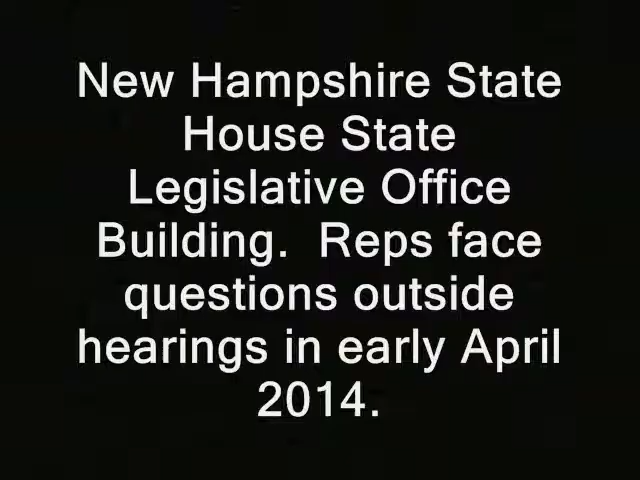 New Hampshire State
House State
Legislative Office
Building.  Reps face
questions outside
hearings in early April
2014.